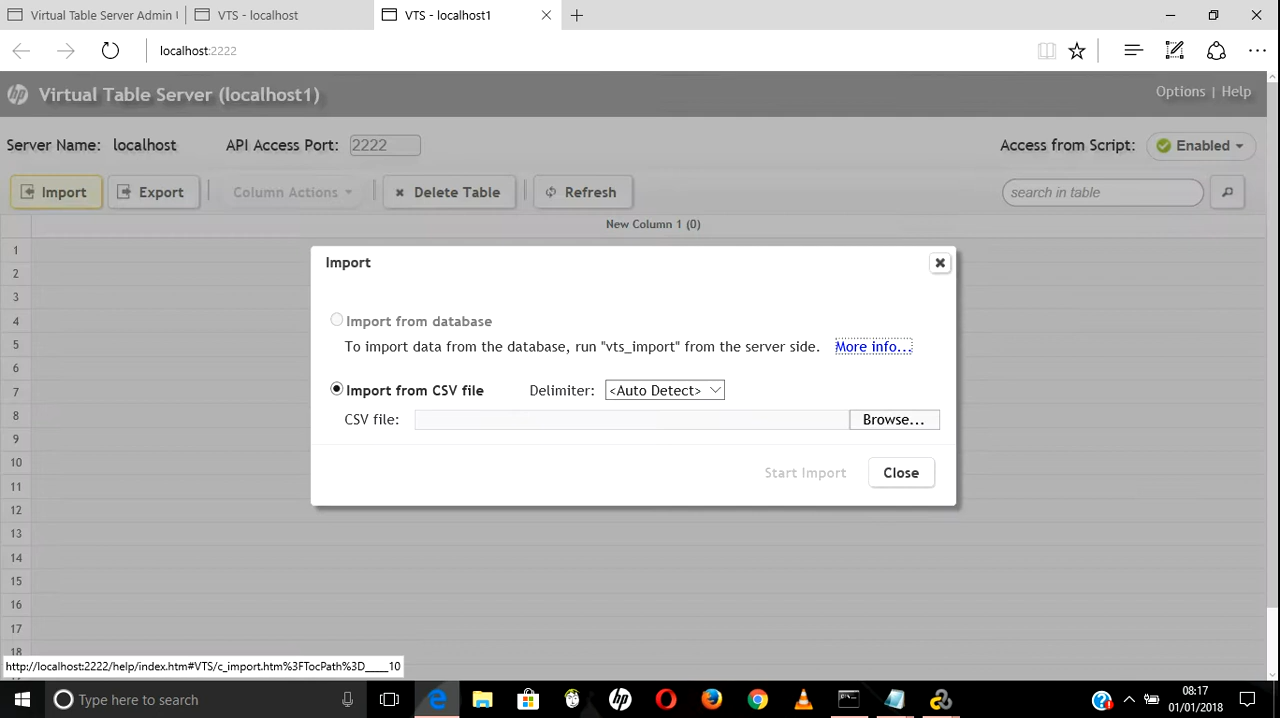 Virtual Table Server Admin
VTS - localhost
VTS - localhost1
localhost:2222
hp Virtual Table Server (localhost1)
Options | Help
Server Name: localhost API Access Port: 2222
Access from Script: Enabled
Import Export Column Actions Delete Table Refresh search in table
New Column 1 (0)
1
2
3
4
5
6
7
8
9
10
11
12
13
14
15
16
17
18
Import
Import from database
To import data from the database, run "vts_import" from the server side. More info...
Import from CSV file Delimiter: <Auto Detect>
CSV file: Browse...
Start Import Close
http://localhost:2222/help/index.htm#VTS/c_import.htm%3FTocPath%3D____10
Type here to search
hp
08:17
01/01/2018